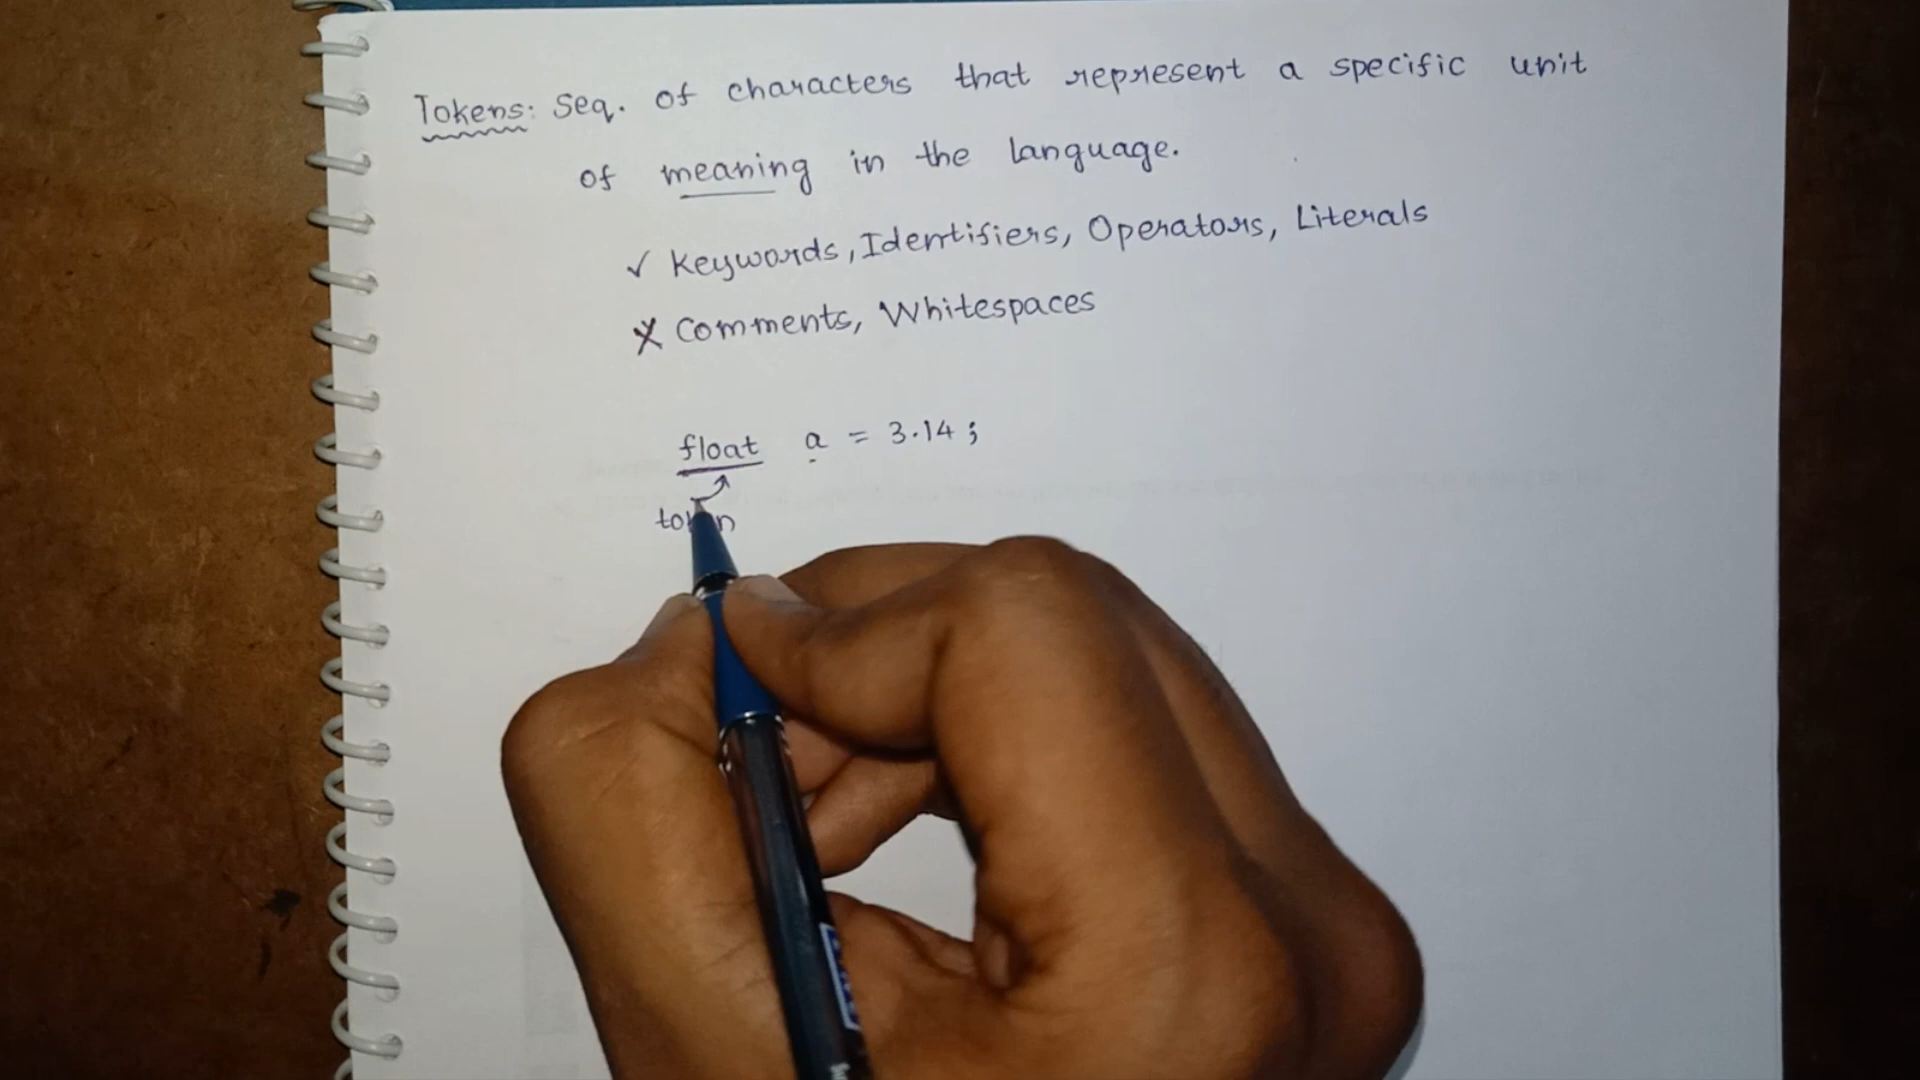 Tokens: Seq. of characters that represent a specific unit
of meaning in the language.
✓ Keywords, Identifiers, Operators, Literals
X Comments, Whitespaces
float a = 3.14;